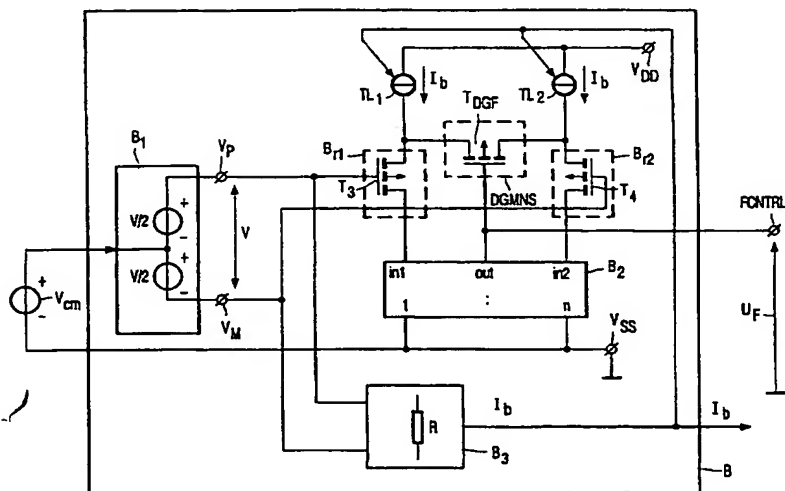 TL1
Ib
TL2
Ib
VDD
TDGF
B1
VP
Br1
Br2
T3
DGMNS
T4
FCNTRL
V/2
+
-
V
in1
out
in2
B2
V/2
+
-
+
Vcm
-
1
:
n
VM
VSS
UF
Ib
Ib
R
B3
B